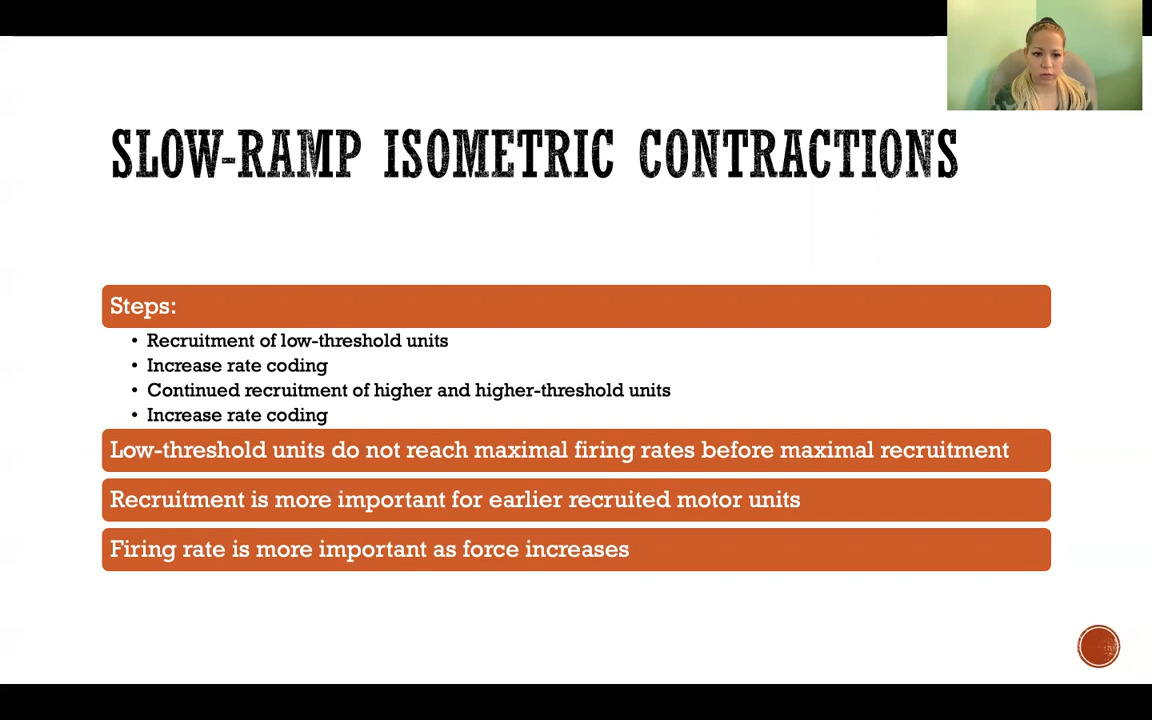 SLOW-RAMP ISOMETRIC CONTRACTIONS
Steps:
• Recruitment of low-threshold units
• Increase rate coding
• Continued recruitment of higher and higher-threshold units
• Increase rate coding
Low-threshold units do not reach maximal firing rates before maximal recruitment
Recruitment is more important for earlier recruited motor units
Firing rate is more important as force increases